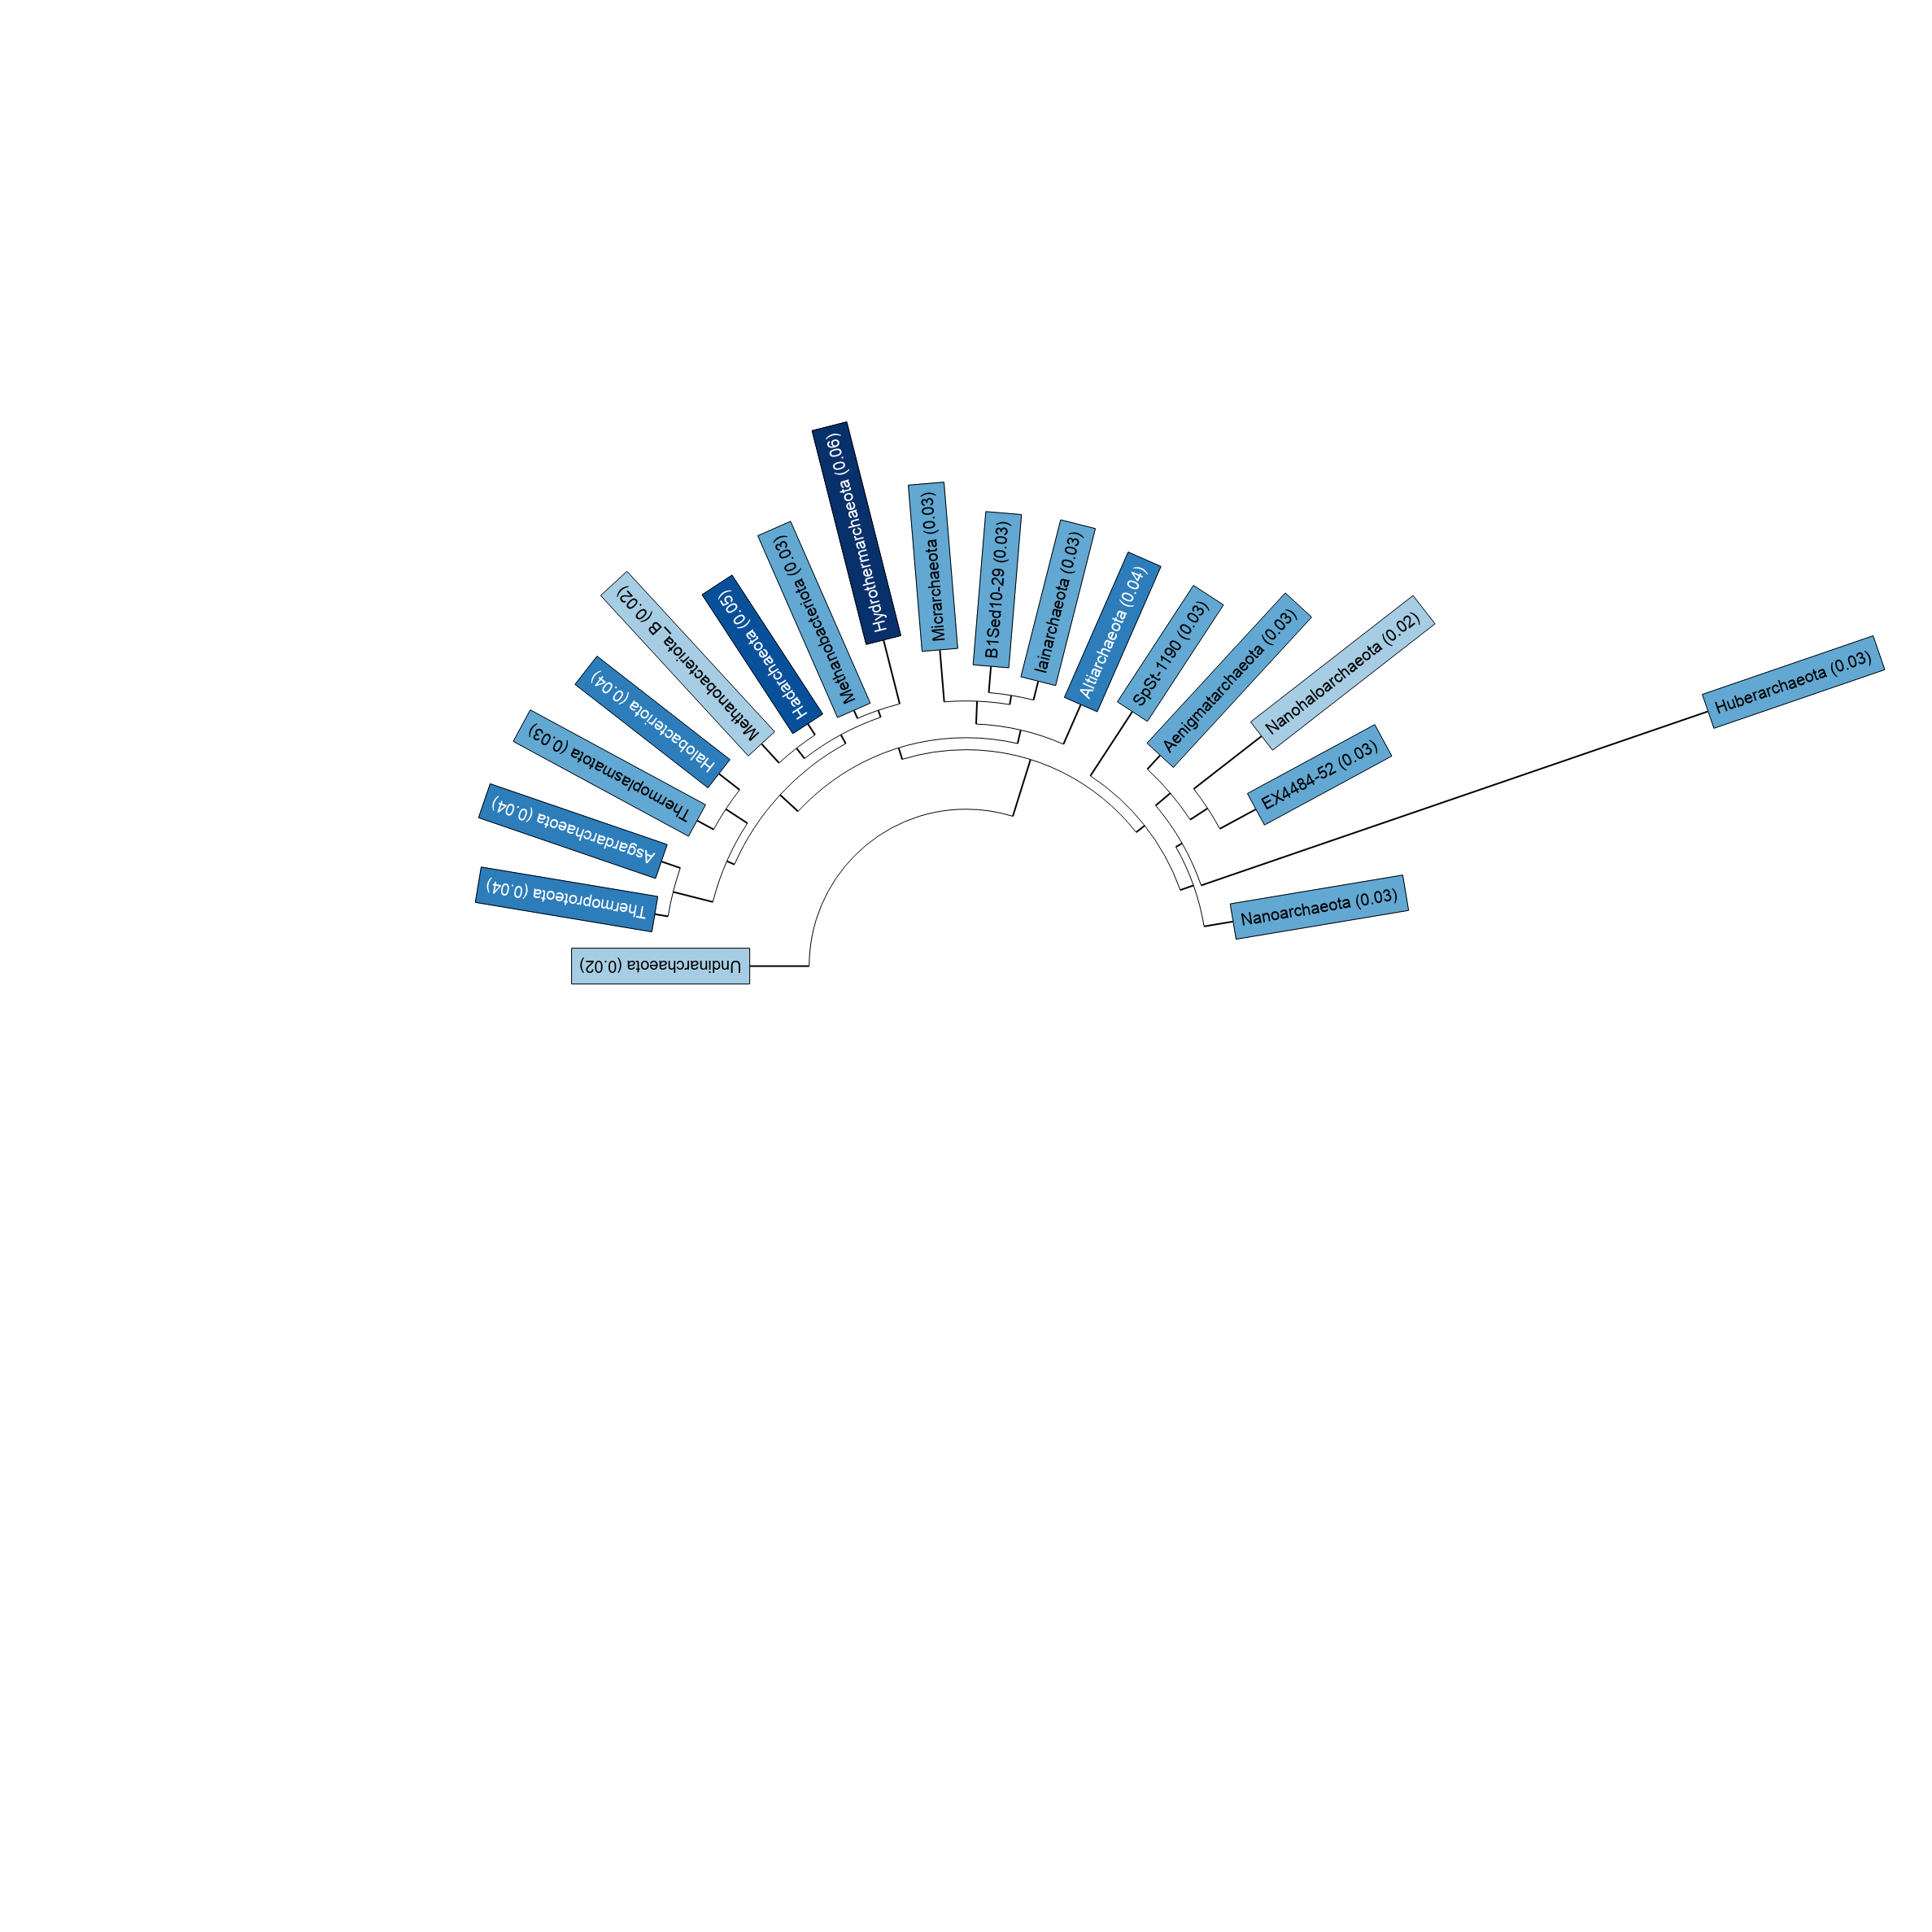 Undinarchaeota (0.02)
Thermoproteota (0.04)
Asgardarchaeota (0.04)
Thermoplasmatota (0.03)
Halobacteriota (0.04)
Methanobacteriota_B (0.02)
Hadarchaeota (0.05)
Methanobacteriota (0.03)
Hydrothermarchaeota (0.06)
Micrarchaeota (0.03)
B1Sed10-29 (0.03)
Iainarchaeota (0.03)
Altiarchaeota (0.04)
SpSt-1190 (0.03)
Aenigmatarchaeota (0.03)
Nanohaloarchaeota (0.02)
EX4484-52 (0.03)
Huberarchaeota (0.03)
Nanoarchaeota (0.03)